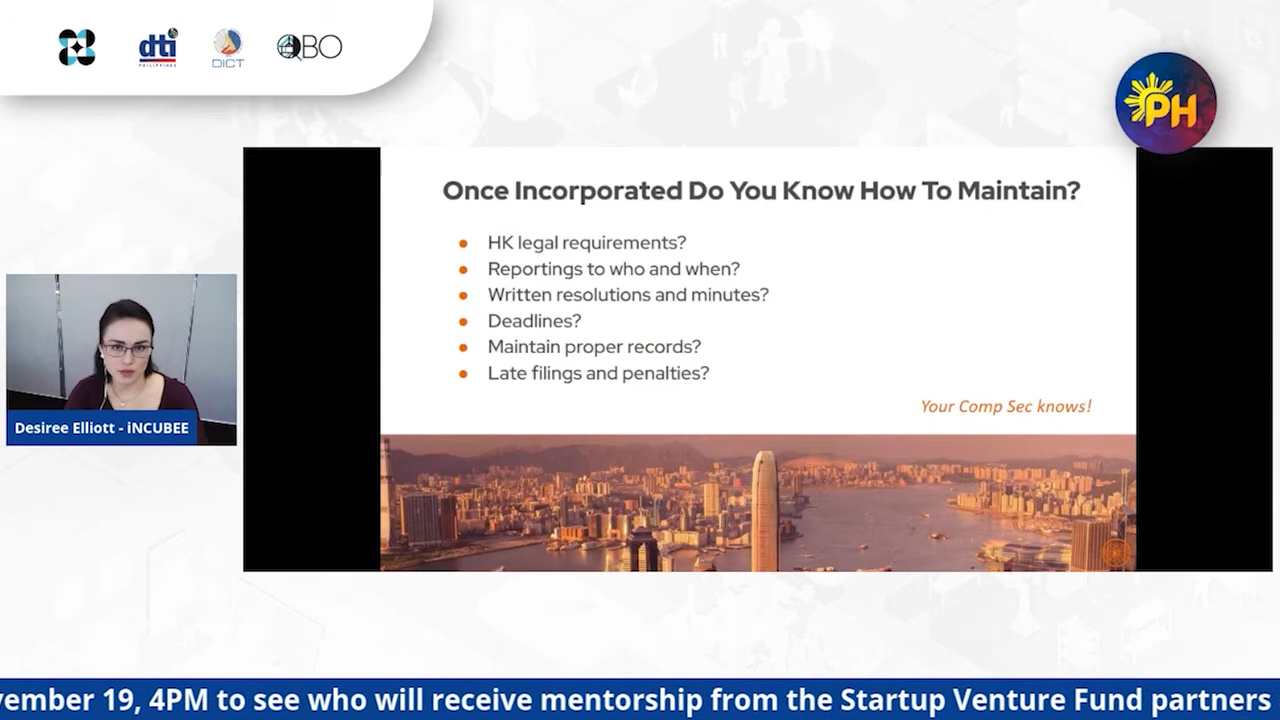 dti
PHILIPPINES
DICT
QBO
PH
Once Incorporated Do You Know How To Maintain?
HK legal requirements?
Reportings to who and when?
Written resolutions and minutes?
Deadlines?
Maintain proper records?
Late filings and penalties?
Your Comp Sec knows!
Desiree Elliott - iNCUBEE
vember 19, 4PM to see who will receive mentorship from the Startup Venture Fund partners